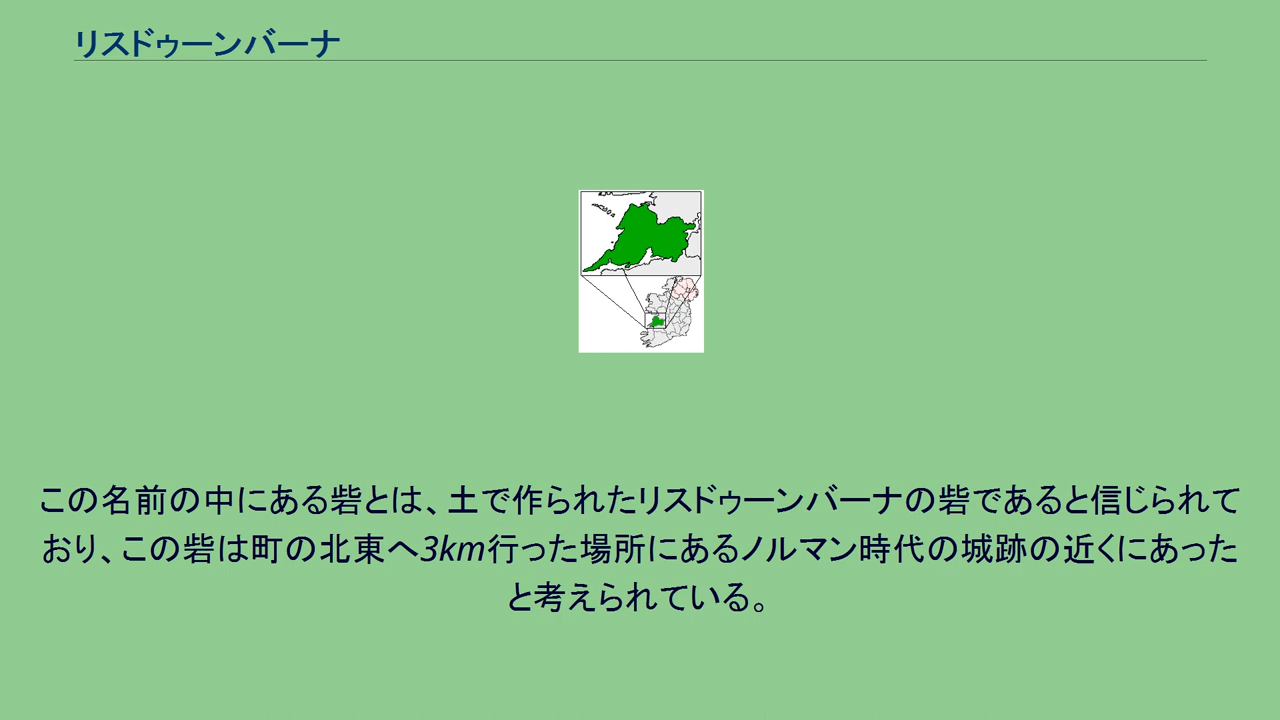 リスドゥーンバーナ
この名前の中にある砦とは、土で作られたリスドゥーンバーナの砦であると信じられて
おり、この砦は町の北東へ3km行った場所にあるノルマン時代の城跡の近くにあった
と考えられている。